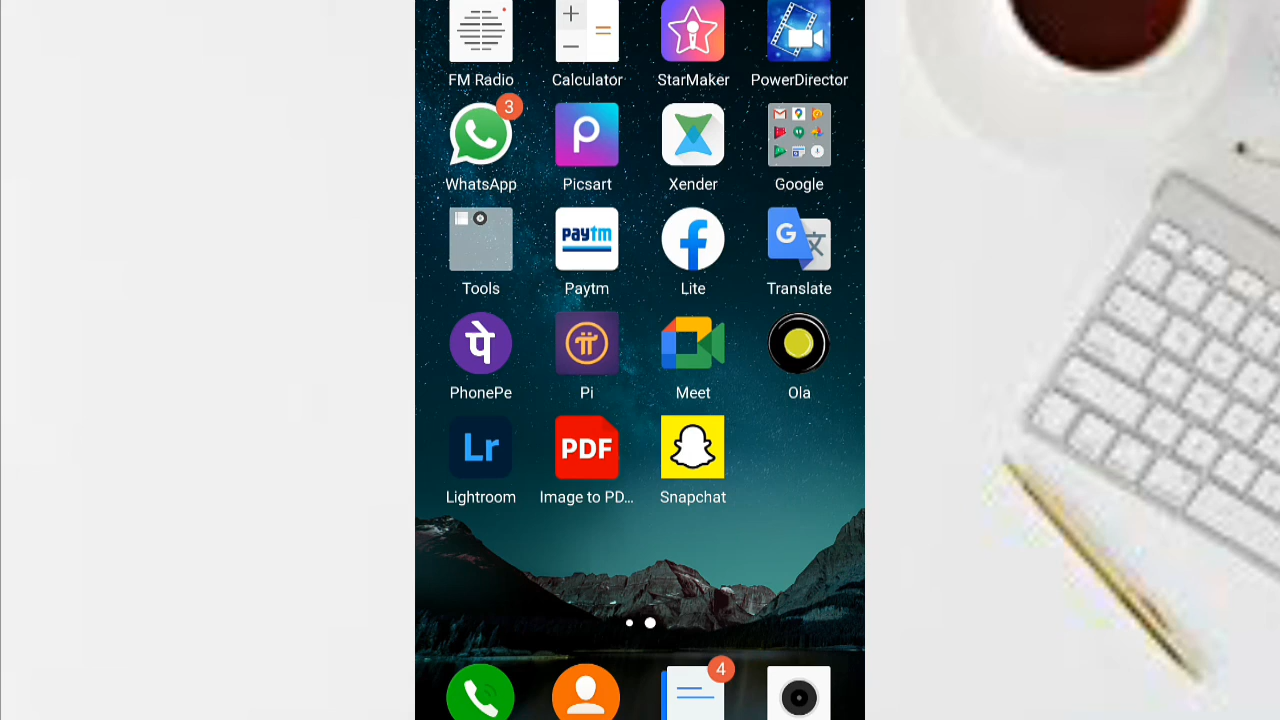 FM Radio Calculator StarMaker PowerDirector
3
WhatsApp Picsart Xender Google
paytm
Tools Paytm Lite Translate
पे
PhonePe Pi Meet Ola
Lr PDF
Lightroom Image to PD... Snapchat
4